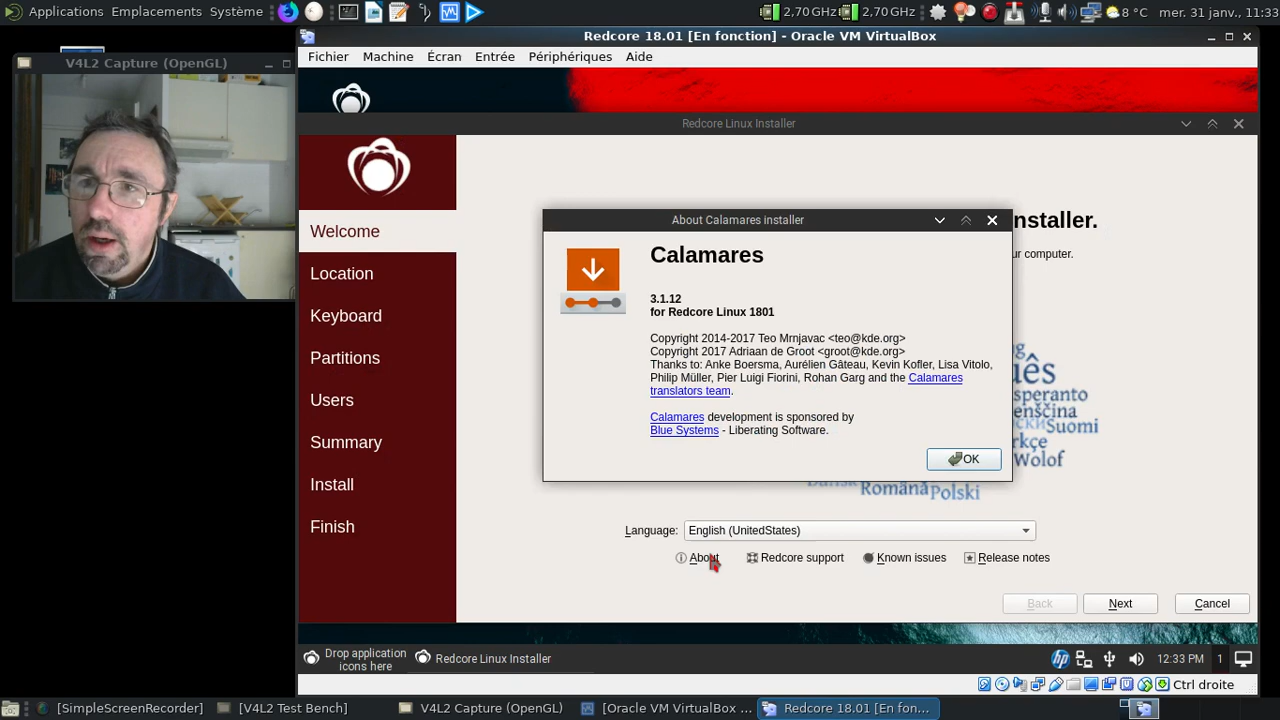 Applications Emplacements Système 2,70 GHz 2,70 GHz 8 °C mer. 31 janv., 11:33
V4L2 Capture (OpenGL)
Redcore 18.01 [En fonction] - Oracle VM VirtualBox
Fichier Machine Écran Entrée Périphériques Aide
Redcore Linux Installer
Welcome
Location
Keyboard
Partitions
Users
Summary
Install
Finish
nstaller.
ur computer.
About Calamares installer
Calamares
3.1.12
for Redcore Linux 1801
Copyright 2014-2017 Teo Mrnjavac <teo@kde.org>
Copyright 2017 Adriaan de Groot <groot@kde.org>
Thanks to: Anke Boersma, Aurélien Gâteau, Kevin Kofler, Lisa Vitolo,
Philip Müller, Pier Luigi Fiorini, Rohan Garg and the Calamares
translators team.
Calamares development is sponsored by
Blue Systems - Liberating Software.
OK
uês
speranto
enščina
Suomi
ürkçe
Wolof
Română Polski
Language: English (UnitedStates)
About Redcore support Known issues Release notes
Back Next Cancel
Drop application
icons here
Redcore Linux Installer
hp 12:33 PM 1
Ctrl droite
[SimpleScreenRecorder] [V4L2 Test Bench] V4L2 Capture (OpenGL) [Oracle VM VirtualBox ... Redcore 18.01 [En fon...